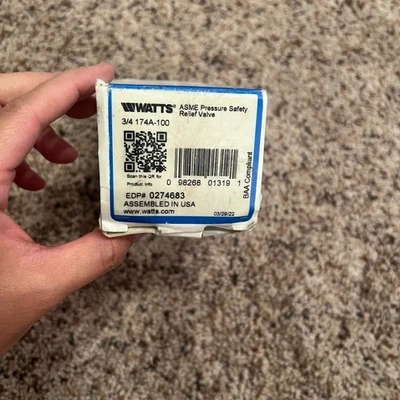 WATTS® ASME Pressure Safety
Relief Valve
3/4 174A-100
Scan this QR for
Product Info
0 98268 01319 1
BAA Compliant
EDP# 0274683
ASSEMBLED IN USA
www.watts.com
03/29/22